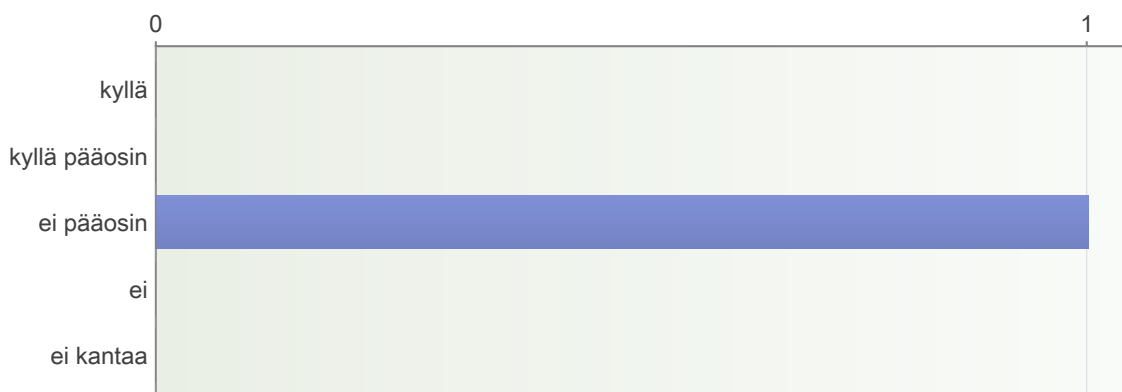 0 1
kyllä
kyllä pääosin
ei pääosin
ei
ei kantaa